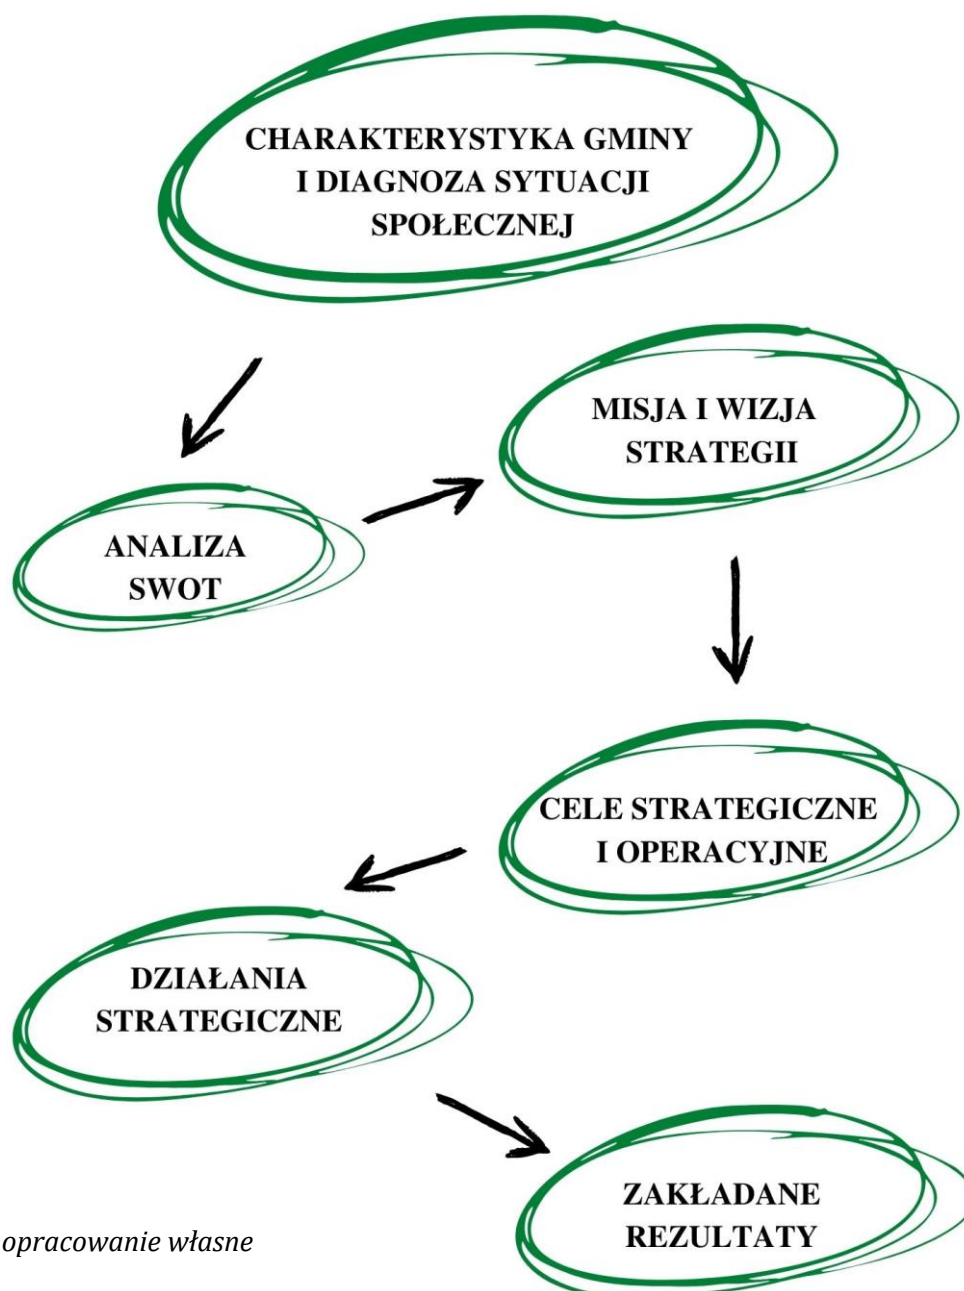 CHARAKTERYSTYKA GMINY
I DIAGNOZA SYTUACJI
SPOŁECZNEJ
MISJA I WIZJA
STRATEGII
ANALIZA
SWOT
CELE STRATEGICZNE
I OPERACYJNE
DZIAŁANIA
STRATEGICZNE
ZAKŁADANE
REZULTATY
opracowanie własne